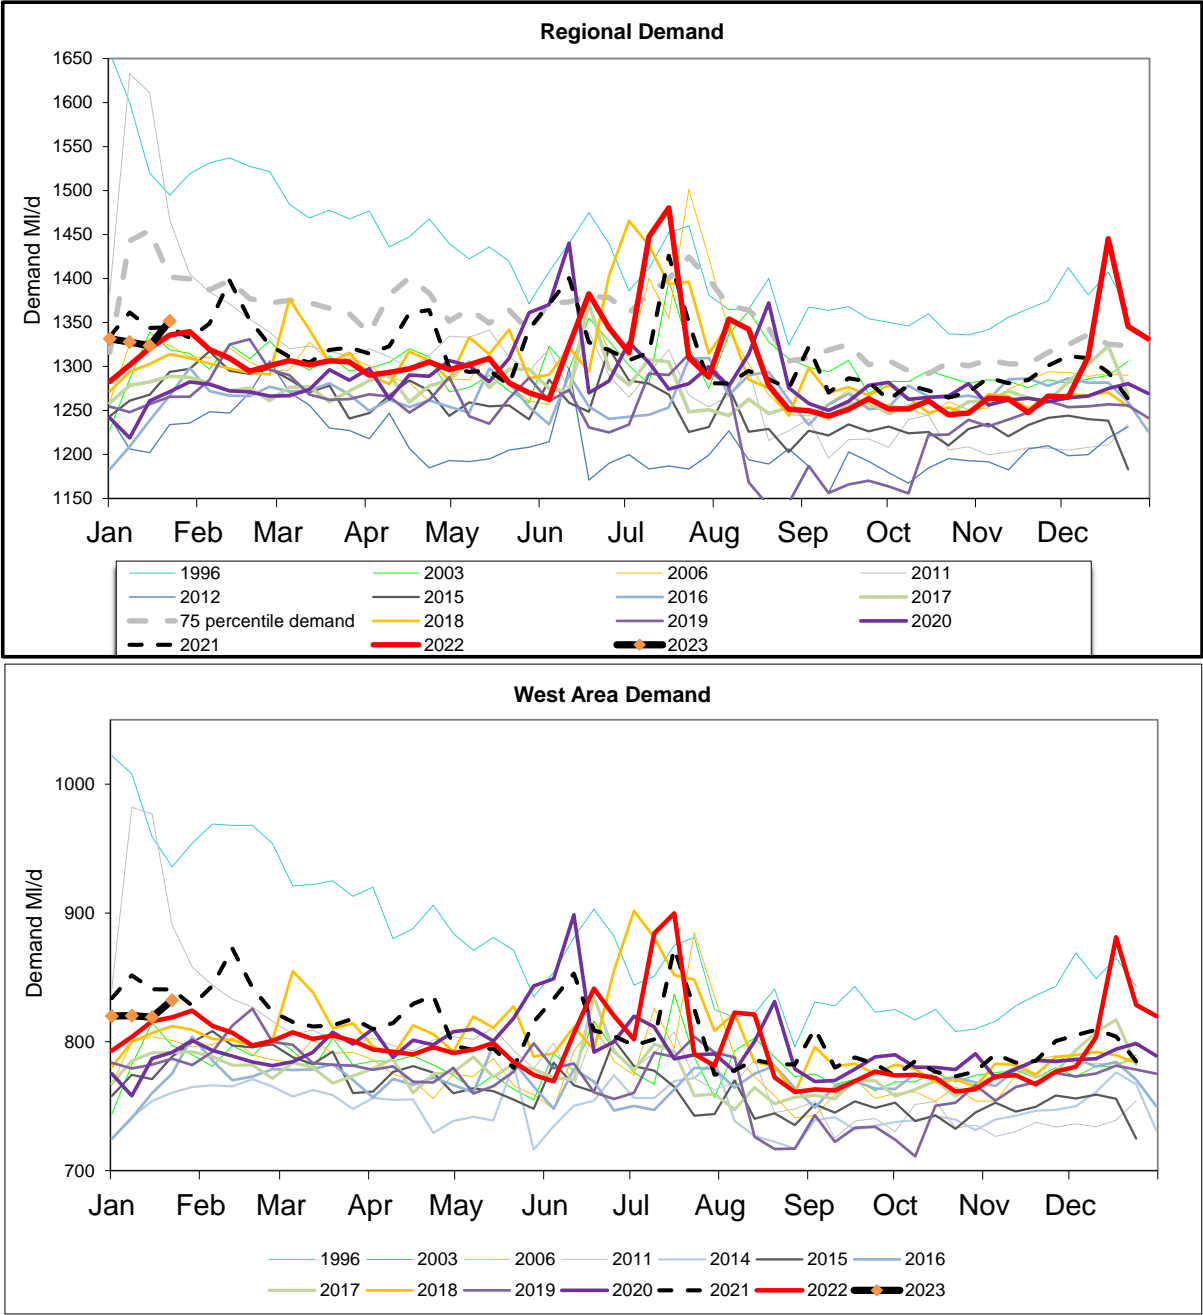 Regional Demand
Demand Ml/d
1650
1600
1550
1500
1450
1400
1350
1300
1250
1200
1150
Jan Feb Mar Apr May Jun Jul Aug Sep Oct Nov Dec
1996 2003 2006 2011
2012 2015 2016 2017
75 percentile demand 2018 2019 2020
2021 2022 2023
West Area Demand
Demand Ml/d
1000
900
800
700
Jan Feb Mar Apr May Jun Jul Aug Sep Oct Nov Dec
1996 2003 2006 2011 2014 2015 2016
2017 2018 2019 2020 2021 2022 2023